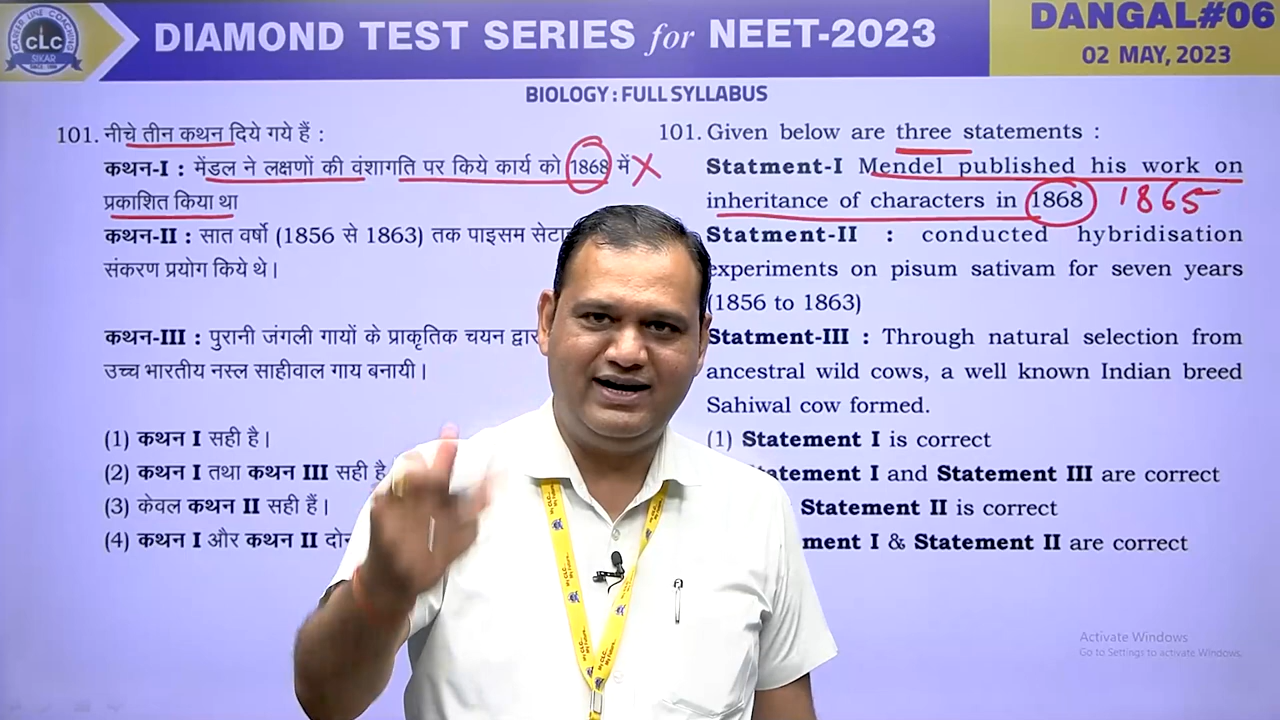 CAREER LINE COACHING
CLC
SIKAR
DIAMOND TEST SERIES for NEET-2023
DANGAL#06
02 MAY, 2023
BIOLOGY : FULL SYLLABUS
101. नीचे तीन कथन दिये गये हैं :
कथन-I : मेंडल ने लक्षणों की वंशागति पर किये कार्य को 1868 में X
प्रकाशित किया था
कथन-II : सात वर्षो (1856 से 1863) तक पाइसम
संकरण प्रयोग किये थे।
कथन-III : पुरानी जंगली गायों के प्राकृतिक चयन
उच्च भारतीय नस्ल साहीवाल गाय बनायी।
(1) कथन I सही है।
(2) कथन I तथा कथन III सही है
(3) केवल कथन II सही हैं।
(4) कथन I और कथन II
101. Given below are three statements :
Statment-I Mendel published his work on
inheritance of characters in 1868 1865
Statment-II : conducted hybridisation
experiments on pisum sativam for seven years
(1856 to 1863)
Statment-III : Through natural selection from
ancestral wild cows, a well known Indian breed
Sahiwal cow formed.
(1) Statement I is correct
I and Statement III are correct
Statement II is correct
I & Statement II are correct
Activate Windows
Go to Settings to activate Windows.